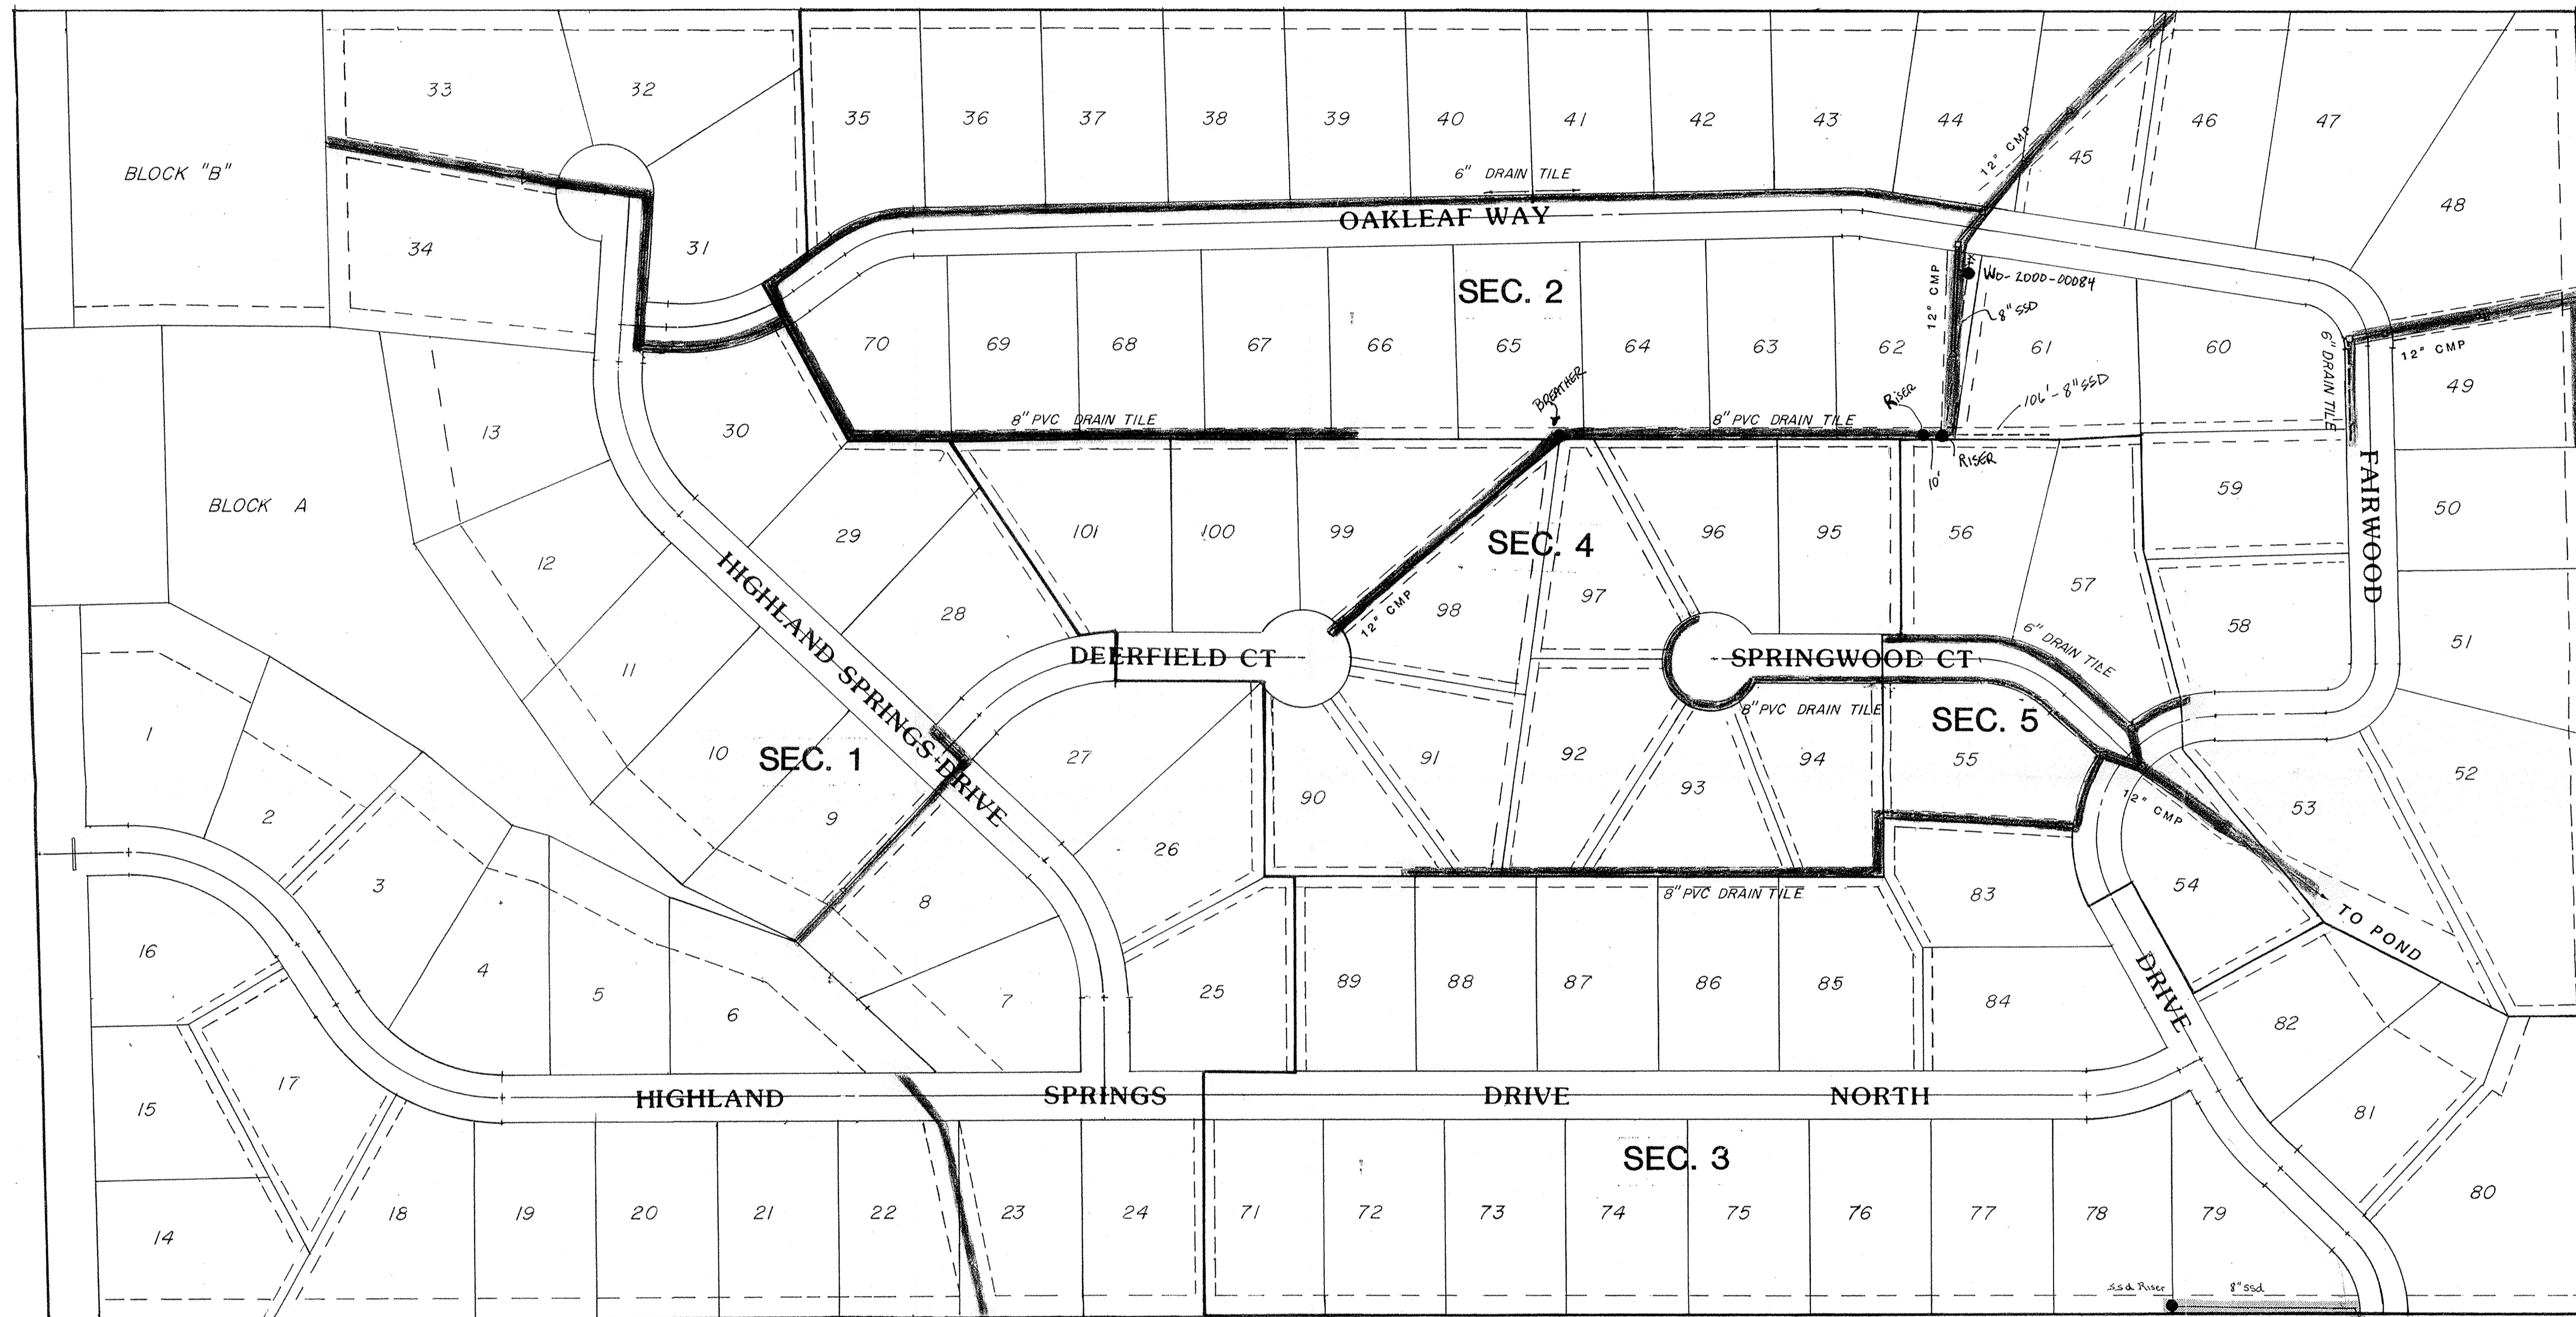 33
32
35
36
37
38
39
40
41
42
43
44
12" CMP
45
46
47
48
BLOCK "B"
34
31
6" DRAIN TILE
OAKLEAF WAY
SEC. 2
70
69
68
67
66
65
64
63
62
12" CMP
WO-2000-00084
8" SSD
61
60
6" DRAIN TILE
12" CMP
49
BREATHER
8" PVC DRAIN TILE
8" PVC DRAIN TILE
RISER
106'-8" SSD
RISER
10'
13
30
BLOCK A
12
29
101
100
99
SEC. 4
96
95
56
57
59
FAIRWOOD
50
HIGHLAND SPRINGS DRIVE
11
28
12" CMP
98
97
6" DRAIN TILE
58
51
DEERFIELD CT
SPRINGWOOD CT
8" PVC DRAIN TILE
SEC. 5
1
10
SEC. 1
27
91
92
93
94
55
52
2
9
90
12" CMP
53
3
8
26
8" PVC DRAIN TILE
83
54
TO POND
16
4
5
6
7
25
89
88
87
86
85
84
DRIVE
82
17
15
HIGHLAND SPRINGS DRIVE NORTH
81
SEC. 3
14
18
19
20
21
22
23
24
71
72
73
74
75
76
77
78
79
80
S.S.d. Riser
8" SSd